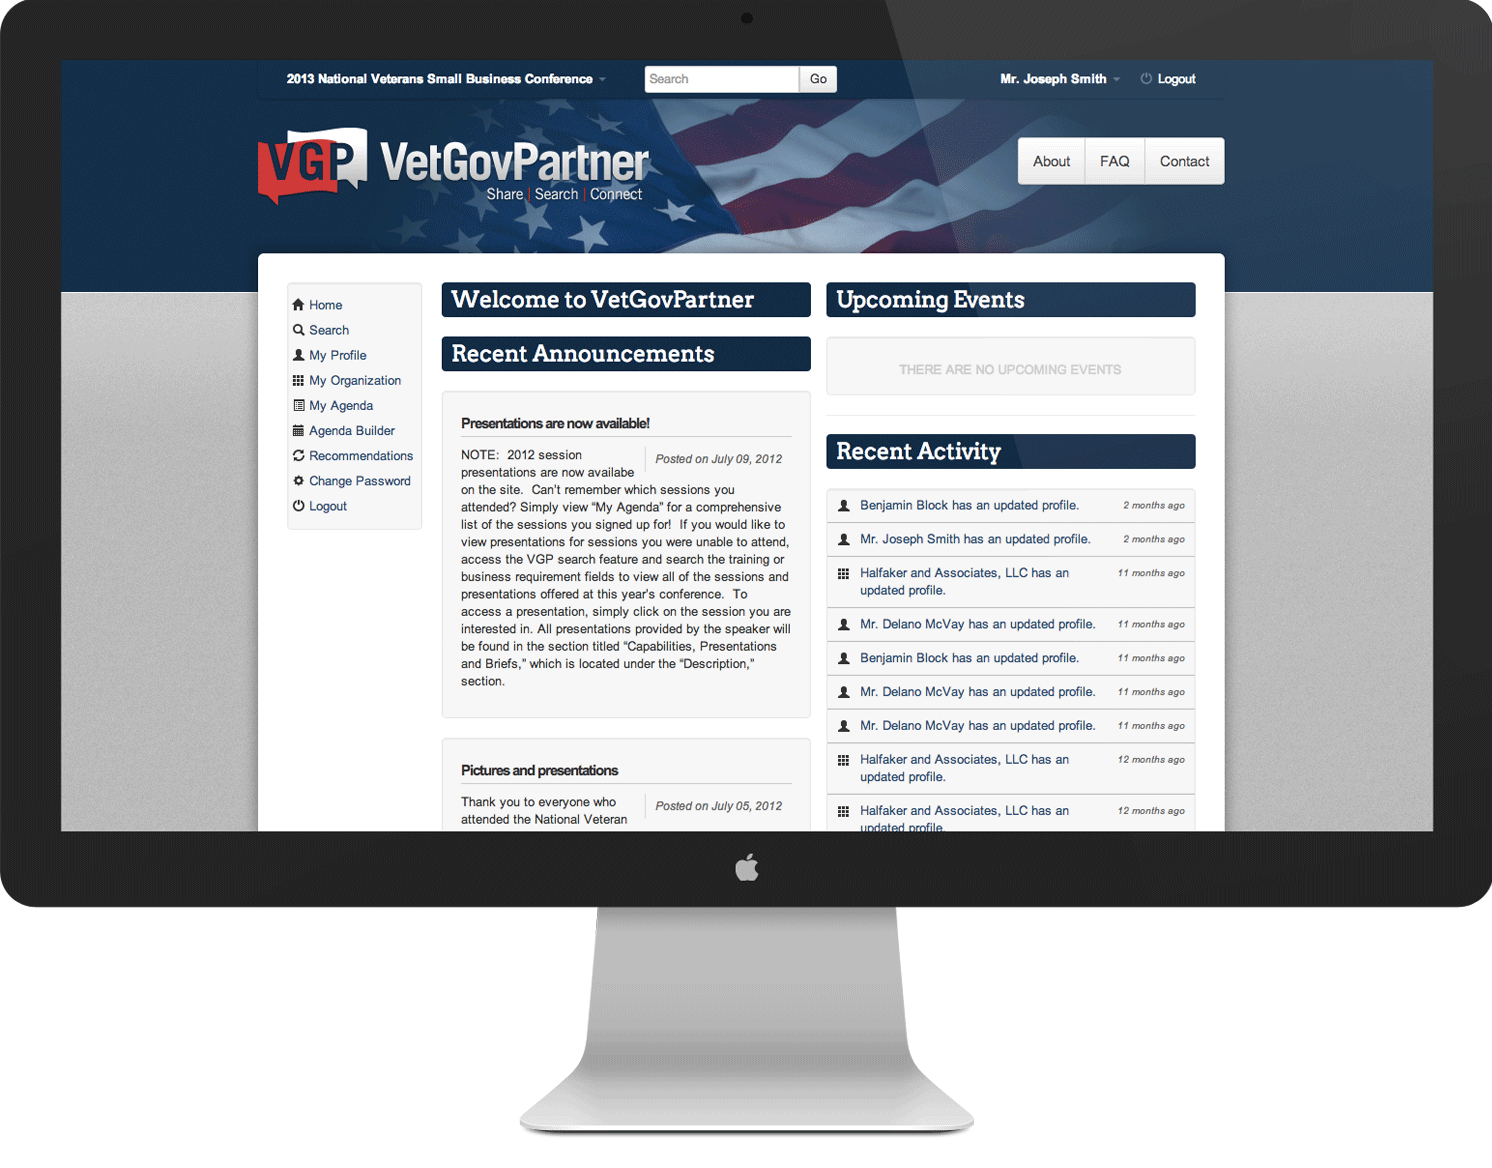 2013 National Veterans Small Business Conference
Search
Go
Mr. Joseph Smith
Logout
VGP
VetGovPartner
Share | Search | Connect
About
FAQ
Contact
Home
Search
My Profile
My Organization
My Agenda
Agenda Builder
Recommendations
Change Password
Logout
Welcome to VetGovPartner
Recent Announcements
Presentations are now available!
Posted on July 09, 2012
NOTE:  2012 session
presentations are now availabe
on the site.  Can't remember which sessions you
attended? Simply view “My Agenda” for a comprehensive
list of the sessions you signed up for!  If you would like to
view presentations for sessions you were unable to attend,
access the VGP search feature and search the training or
business requirement fields to view all of the sessions and
presentations offered at this year's conference.  To
access a presentation, simply click on the session you are
interested in. All presentations provided by the speaker will
be found in the section titled “Capabilities, Presentations
and Briefs,” which is located under the “Description,”
section.
Pictures and presentations
Posted on July 05, 2012
Thank you to everyone who
attended the National Veteran
Upcoming Events
THERE ARE NO UPCOMING EVENTS
Recent Activity
Benjamin Block has an updated profile. 2 months ago
Mr. Joseph Smith has an updated profile. 2 months ago
Halfaker and Associates, LLC has an 11 months ago
updated profile.
Mr. Delano McVay has an updated profile. 11 months ago
Benjamin Block has an updated profile. 11 months ago
Mr. Delano McVay has an updated profile. 11 months ago
Mr. Delano McVay has an updated profile. 11 months ago
Halfaker and Associates, LLC has an 12 months ago
updated profile.
Halfaker and Associates, LLC has an 12 months ago
updated profile.